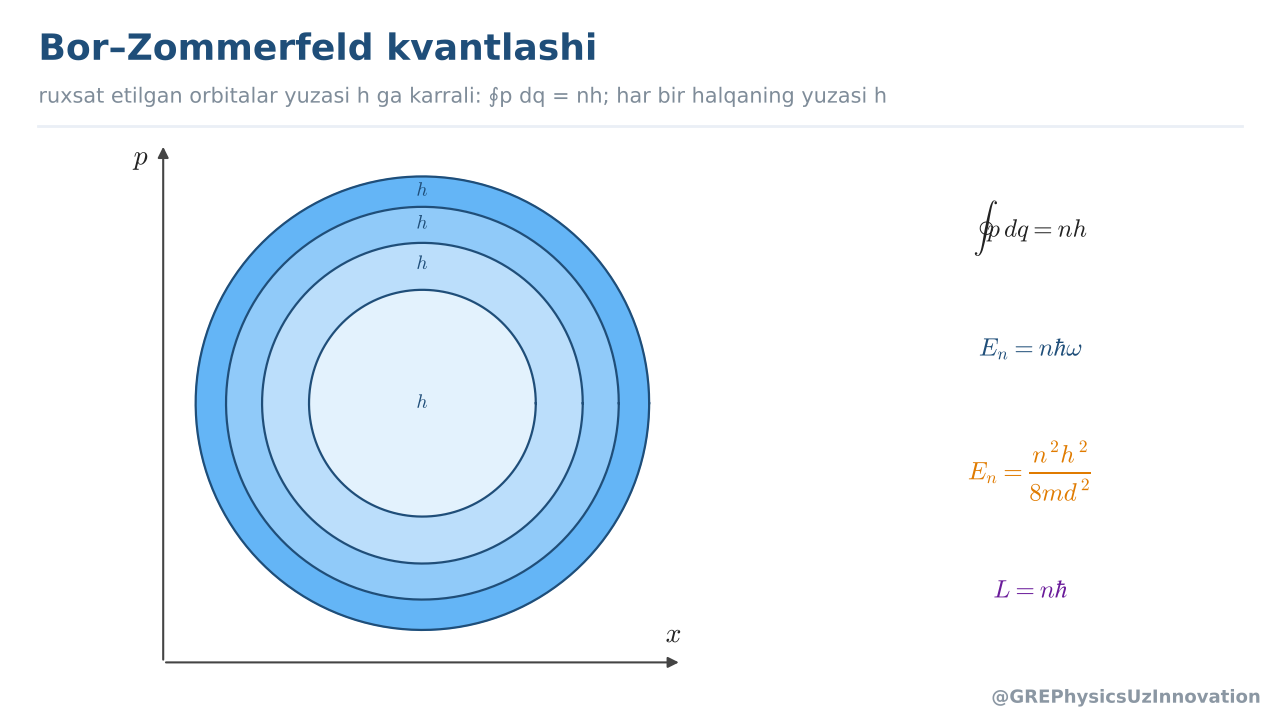 Bor–Zommerfeld kvantlashi
ruxsat etilgan orbitalar yuzasi h ga karrali: ∮p dq = nh; har bir halqaning yuzasi h
p
h
h
h
h
x
∮p dq = nh
Eₙ = nℏω
Eₙ = n²h² / 8md²
L = nℏ
@GREPhysicsUzInnovation